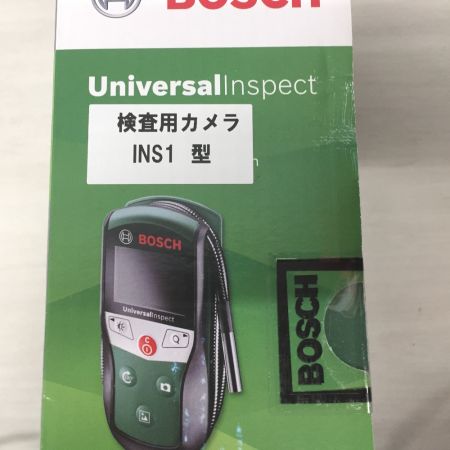 BOSCH
UniversalInspect
検査用カメラ
INS1 型
BOSCH
UniversalInspect
C
BOSCH